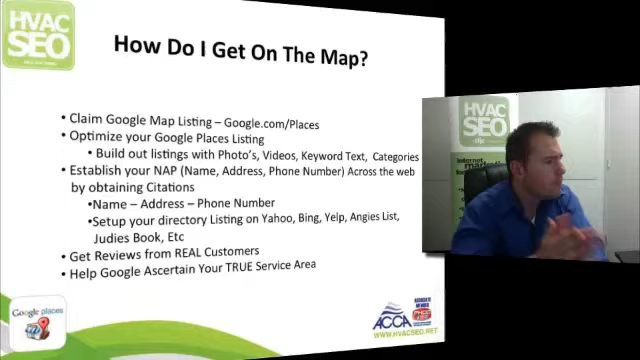 HVAC
SEO
How Do I Get On The Map?
• Claim Google Map Listing – Google.com/Places
• Optimize your Google Places Listing
• Build out listings with Photo's, Videos, Keyword Text, Categories
• Establish your NAP (Name, Address, Phone Number) Across the web
by obtaining Citations
•Name – Address – Phone Number
•Setup your directory Listing on Yahoo, Bing, Yelp, Angies List,
Judies Book, Etc
• Get Reviews from REAL Customers
• Help Google Ascertain Your TRUE Service Area
Google places
ACCA
ASSOCIATE
MEMBER
WWW.HVACSEO.NET
HVAC
SEO
internet